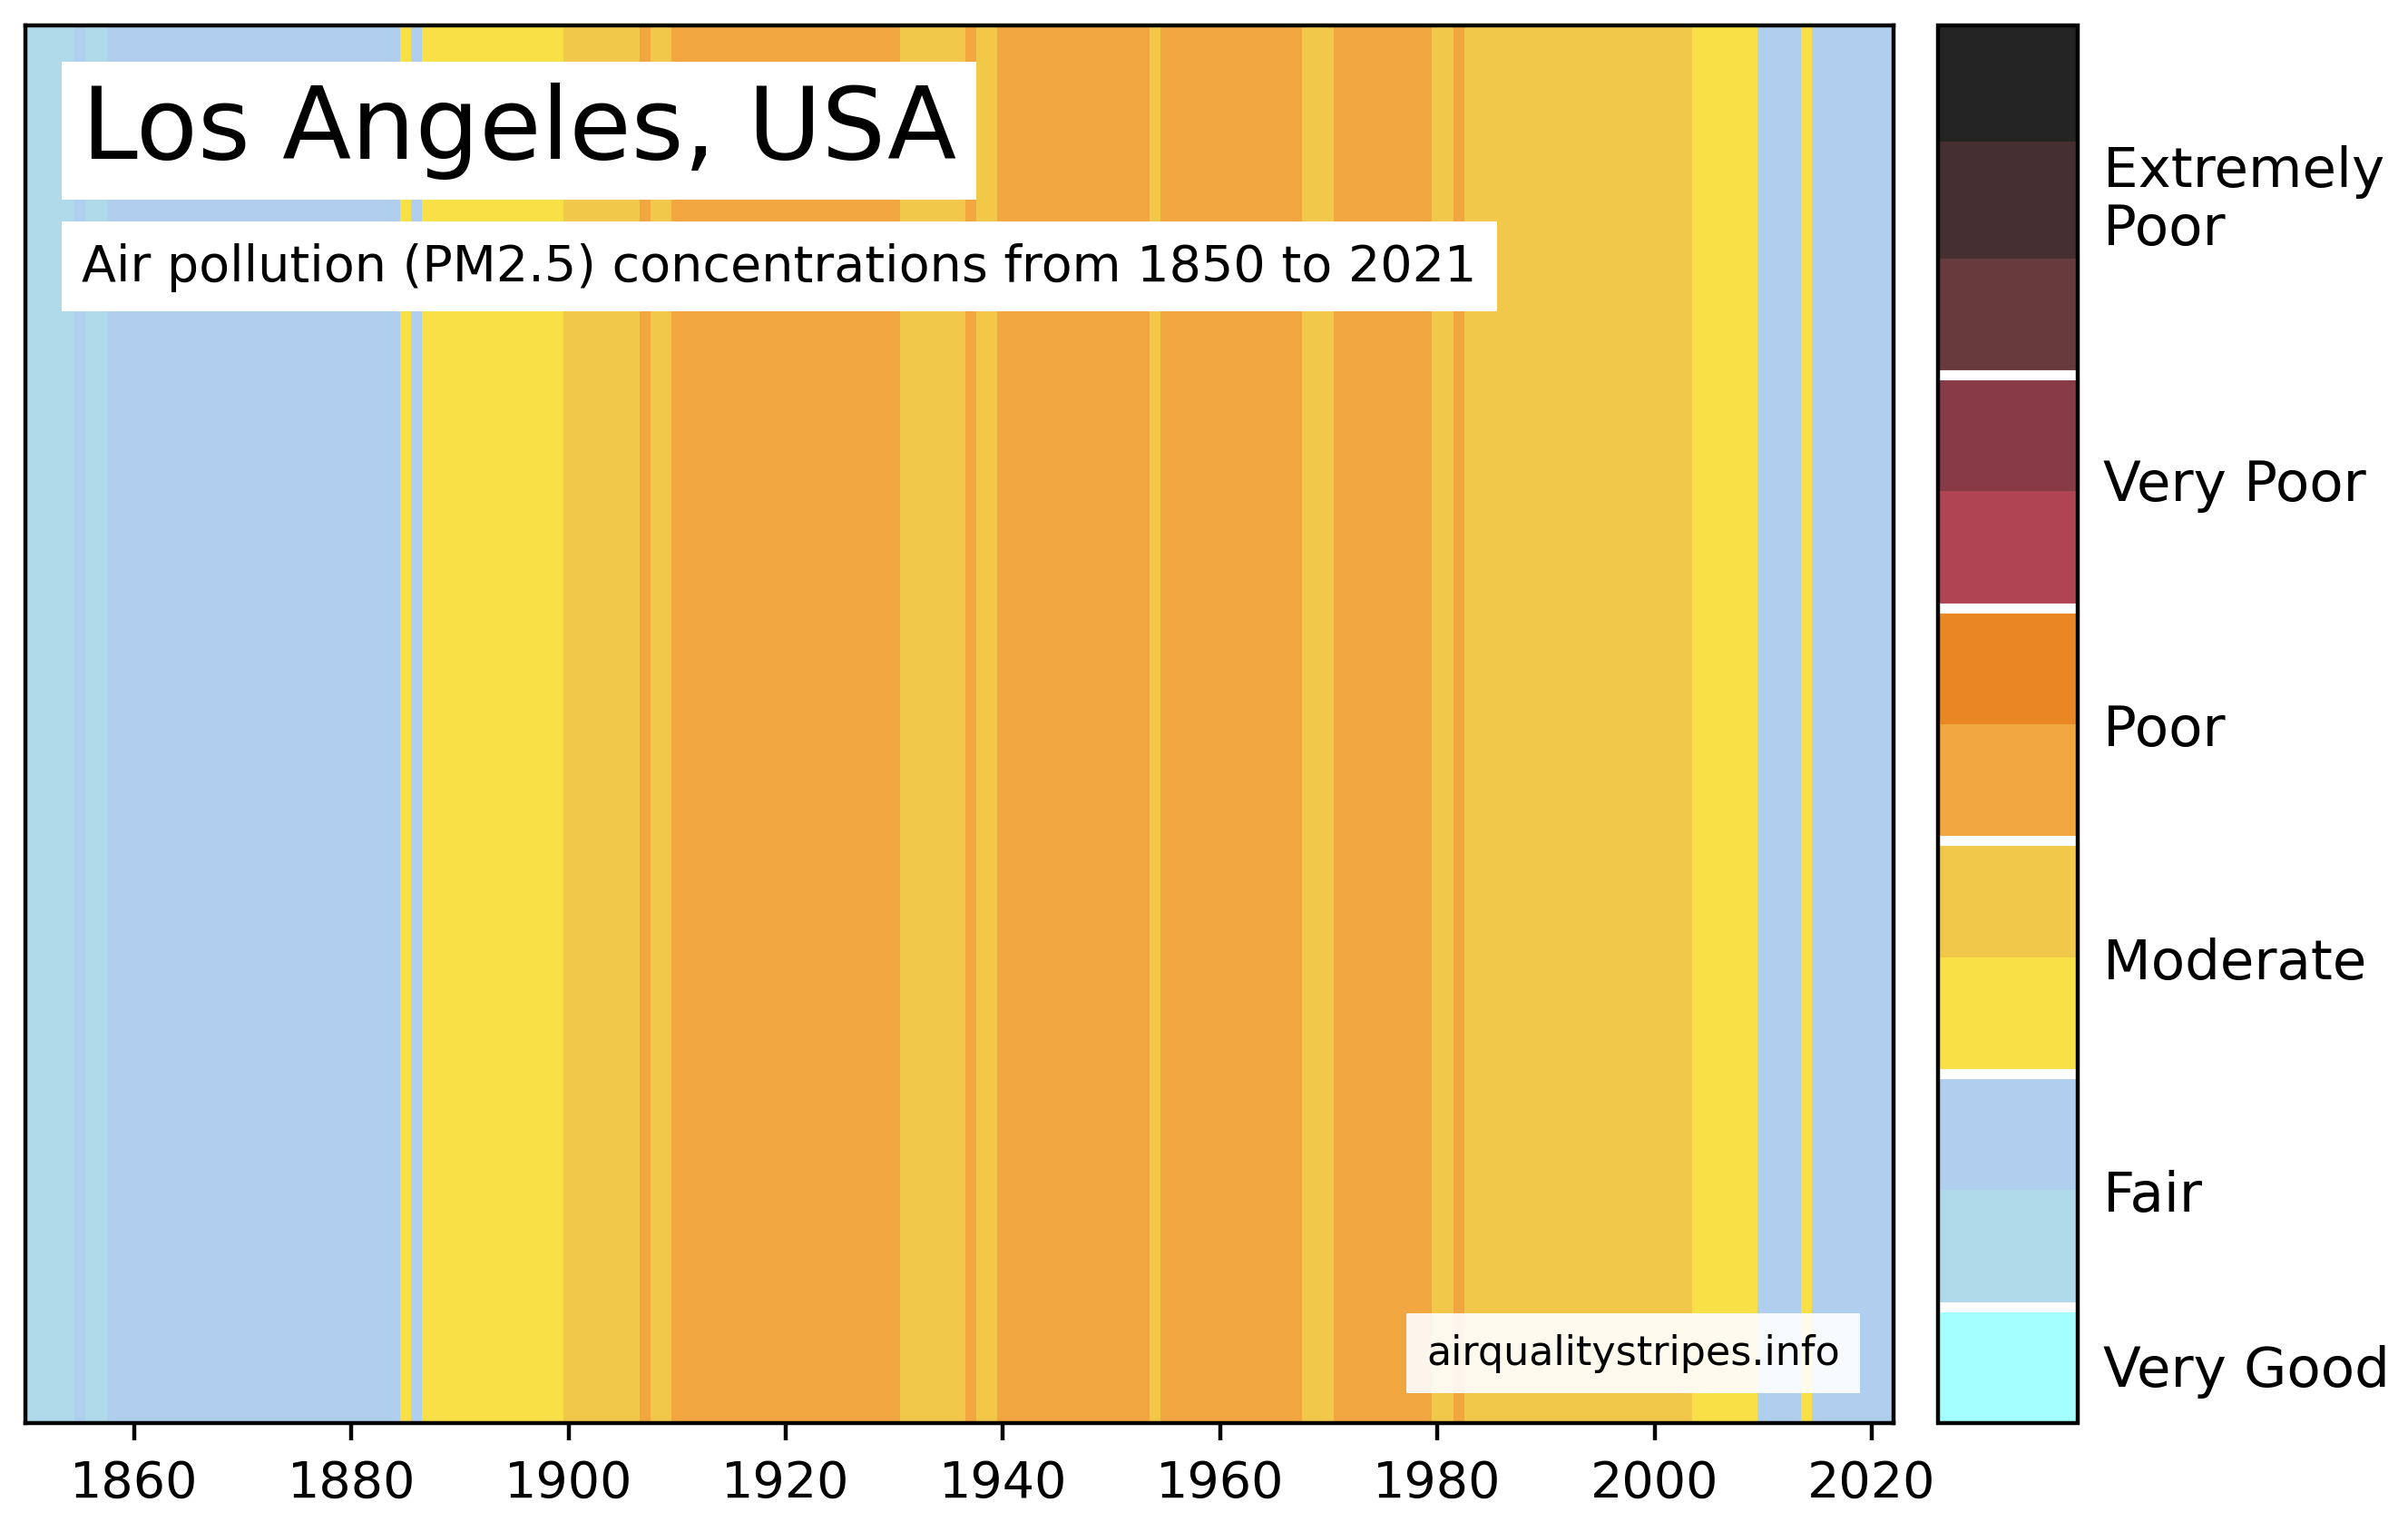 Los Angeles, USA
Air pollution (PM2.5) concentrations from 1850 to 2021
airqualitystripes.info
1860 1880 1900 1920 1940 1960 1980 2000 2020
Extremely
Poor
Very Poor
Poor
Moderate
Fair
Very Good